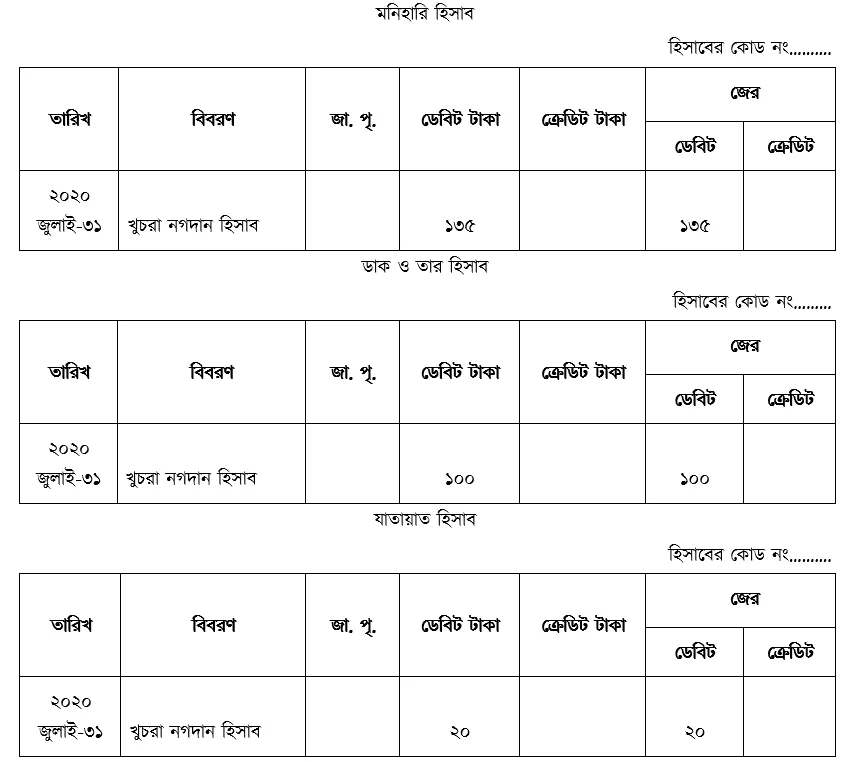 মনিহারি হিসাব
হিসাবের কোড নং..........
তারিখ বিবরণ জা. পৃ. ডেবিট টাকা ক্রেডিট টাকা জের
ডেবিট ক্রেডিট
২০২০
জুলাই-৩১ খুচরা নগদান হিসাব ১৩৫ ১৩৫
ডাক ও তার হিসাব
হিসাবের কোড নং.........
তারিখ বিবরণ জা. পৃ. ডেবিট টাকা ক্রেডিট টাকা জের
ডেবিট ক্রেডিট
২০২০
জুলাই-৩১ খুচরা নগদান হিসাব ১০০ ১০০
যাতায়াত হিসাব
হিসাবের কোড নং..........
তারিখ বিবরণ জা. পৃ. ডেবিট টাকা ক্রেডিট টাকা জের
ডেবিট ক্রেডিট
২০২০
জুলাই-৩১ খুচরা নগদান হিসাব ২০ ২০